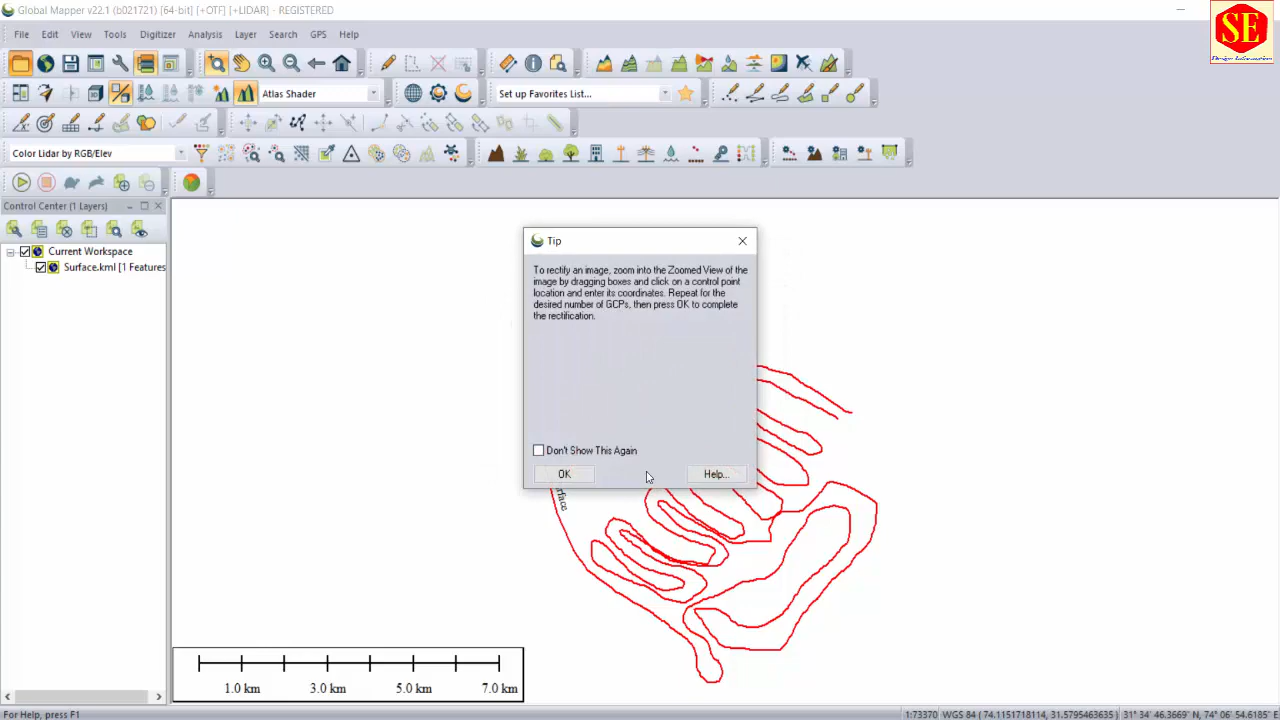 Global Mapper v22.1 (b021721) [64-bit] [+OTF] [+LIDAR] - REGISTERED
SE
Design Information
File Edit View Tools Digitizer Analysis Layer Search GPS Help
Atlas Shader
Set up Favorites List...
Color Lidar by RGB/Elev
Control Center (1 Layers)
Current Workspace
Surface.kml [1 Features
Tip
To rectify an image, zoom into the Zoomed View of the
image by dragging boxes and click on a control point
location and enter its coordinates. Repeat for the
desired number of GCPs, then press OK to complete
the rectification.
Don't Show This Again
OK
Help...
1.0 km 3.0 km 5.0 km 7.0 km
For Help, press F1
1:73370 WGS 84 ( 74.1151718114, 31.5795463635) 31° 34' 46.3669" N, 74° 06' 54.6185" E